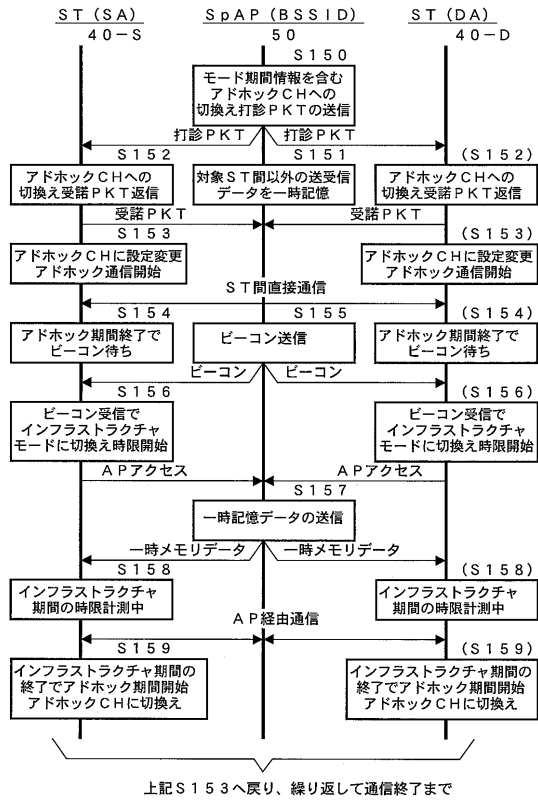 ST(SA) SpAP(BSSID) ST(DA)
40-S 50 40-D
S150
モード期間情報を含む
アドホックCHへの
切換え打診PKTの送信
打診PKT 打診PKT
S152 S151 (S152)
アドホックCHへの
切換え受諾PKT返信
対象ST間以外の送受信
データを一時記憶
アドホックCHへの
切換え受諾PKT返信
受諾PKT 受諾PKT
S153 (S153)
アドホックCHに設定変更
アドホック通信開始
アドホックCHに設定変更
アドホック通信開始
ST間直接通信
S154 S155 (S154)
アドホック期間終了で
ビーコン待ち
ビーコン送信
アドホック期間終了で
ビーコン待ち
ビーコン ビーコン
S156 (S156)
ビーコン受信で
インフラストラクチャ
モードに切換え時限開始
ビーコン受信で
インフラストラクチャ
モードに切換え時限開始
APアクセス APアクセス
S157
一時記憶データの送信
一時メモリデータ 一時メモリデータ
S158 (S158)
インフラストラクチャ
期間の時限計測中
インフラストラクチャ
期間の時限計測中
AP経由通信
S159 (S159)
インフラストラクチャ期間の
終了でアドホック期間開始
アドホックCHに切換え
インフラストラクチャ期間の
終了でアドホック期間開始
アドホックCHに切換え
上記S153へ戻り、繰り返して通信終了まで